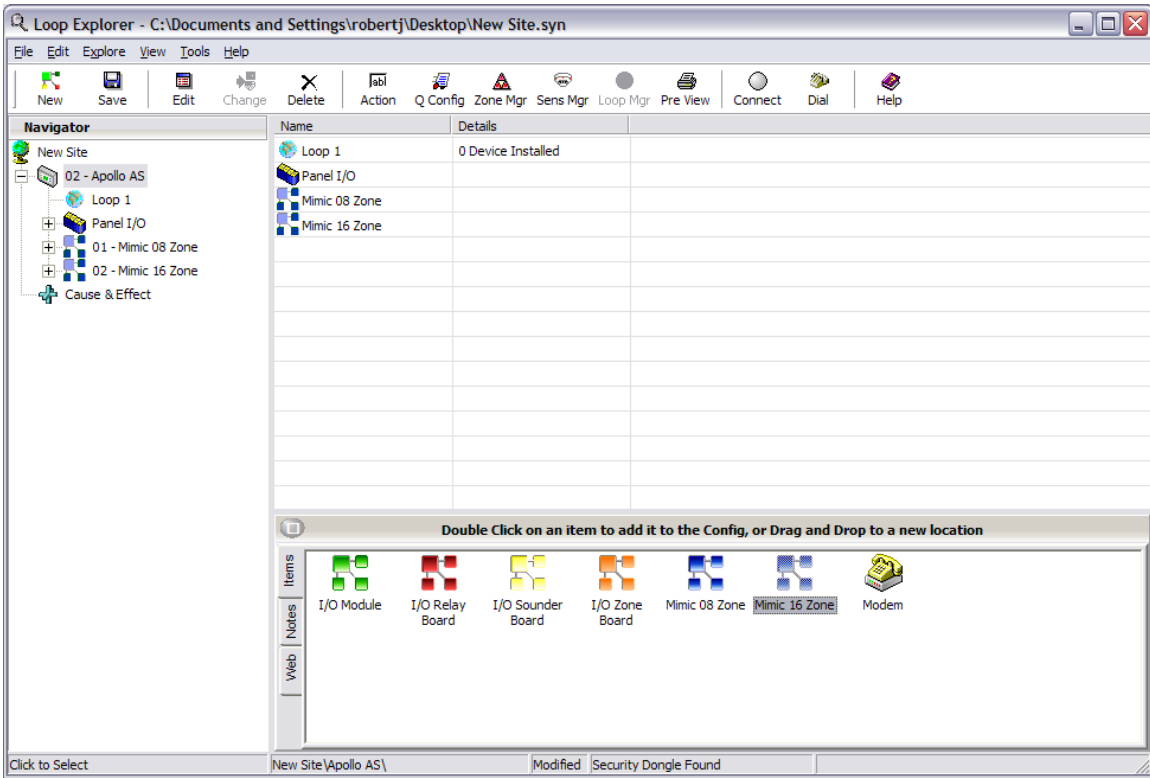 Loop Explorer - C:\Documents and Settings\robertj\Desktop\New Site.syn
File Edit Explore View Tools Help
New Save Edit Change Delete Action Q Config Zone Mgr Sens Mgr Loop Mgr Pre View Connect Dial Help
Navigator
New Site
02 - Apollo AS
Loop 1
Panel I/O
01 - Mimic 08 Zone
02 - Mimic 16 Zone
Cause & Effect
Name Details
Loop 1 0 Device Installed
Panel I/O
Mimic 08 Zone
Mimic 16 Zone
Double Click on an item to add it to the Config, or Drag and Drop to a new location
Items
Notes
Web
I/O Module I/O Relay Board I/O Sounder Board I/O Zone Board Mimic 08 Zone Mimic 16 Zone Modem
Click to Select New Site\Apollo AS\ Modified Security Dongle Found